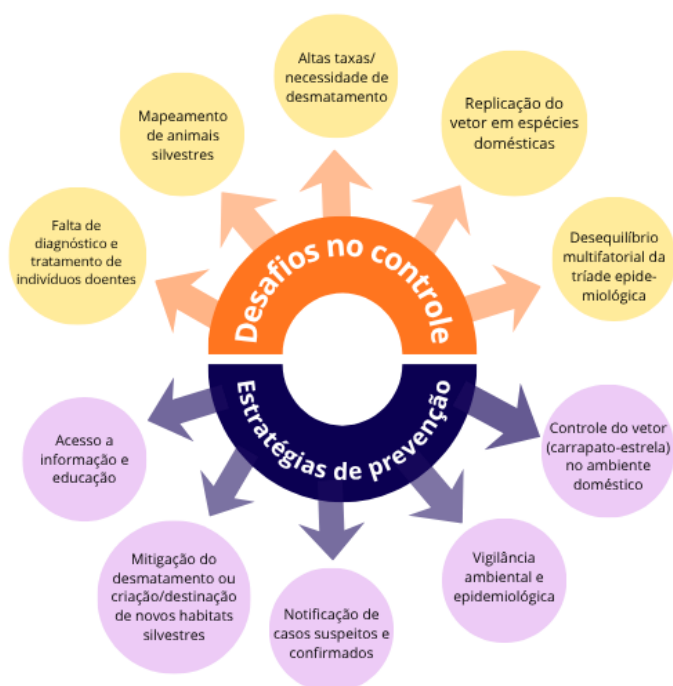 Altas taxas/
necessidade de
desmatamento
Replicação do
vetor em espécies
domésticas
Mapeamento
de animais
silvestres
Falta de
diagnóstico e
tratamento de
indivíduos doentes
Desequilíbrio
multifatorial da
tríade epide-
miológica
Desafios no controle
Estratégias de prevenção
Acesso a
informação e
educação
Controle do vetor
(carrapato-estrela)
no ambiente
doméstico
Mitigação do
desmatamento ou
criação/destinação
de novos habitats
silvestres
Vigilância
ambiental e
epidemiológica
Notificação de
casos suspeitos e
confirmados